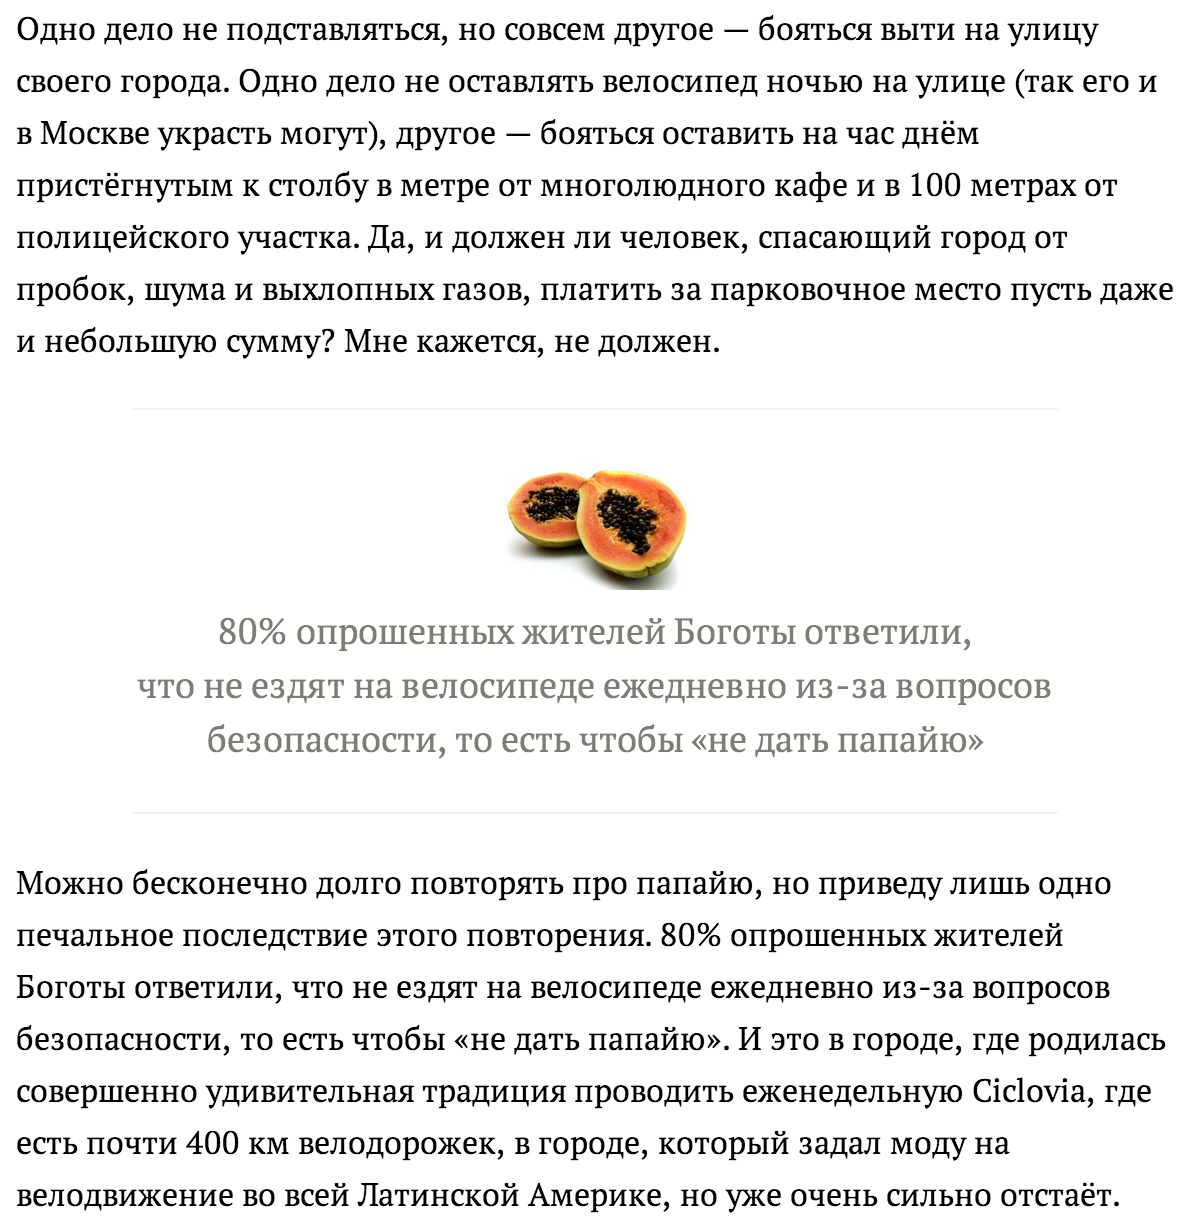 Одно дело не подставляться, но совсем другое — бояться выти на улицу
своего города. Одно дело не оставлять велосипед ночью на улице (так его и
в Москве украсть могут), другое — бояться оставить на час днём
пристёгнутым к столбу в метре от многолюдного кафе и в 100 метрах от
полицейского участка. Да, и должен ли человек, спасающий город от
пробок, шума и выхлопных газов, платить за парковочное место пусть даже
и небольшую сумму? Мне кажется, не должен.
80% опрошенных жителей Боготы ответили,
что не ездят на велосипеде ежедневно из-за вопросов
безопасности, то есть чтобы «не дать папайю»
Можно бесконечно долго повторять про папайю, но приведу лишь одно
печальное последствие этого повторения. 80% опрошенных жителей
Боготы ответили, что не ездят на велосипеде ежедневно из-за вопросов
безопасности, то есть чтобы «не дать папайю». И это в городе, где родилась
совершенно удивительная традиция проводить еженедельную Ciclovia, где
есть почти 400 км велодорожек, в городе, который задал моду на
велодвижение во всей Латинской Америке, но уже очень сильно отстаёт.